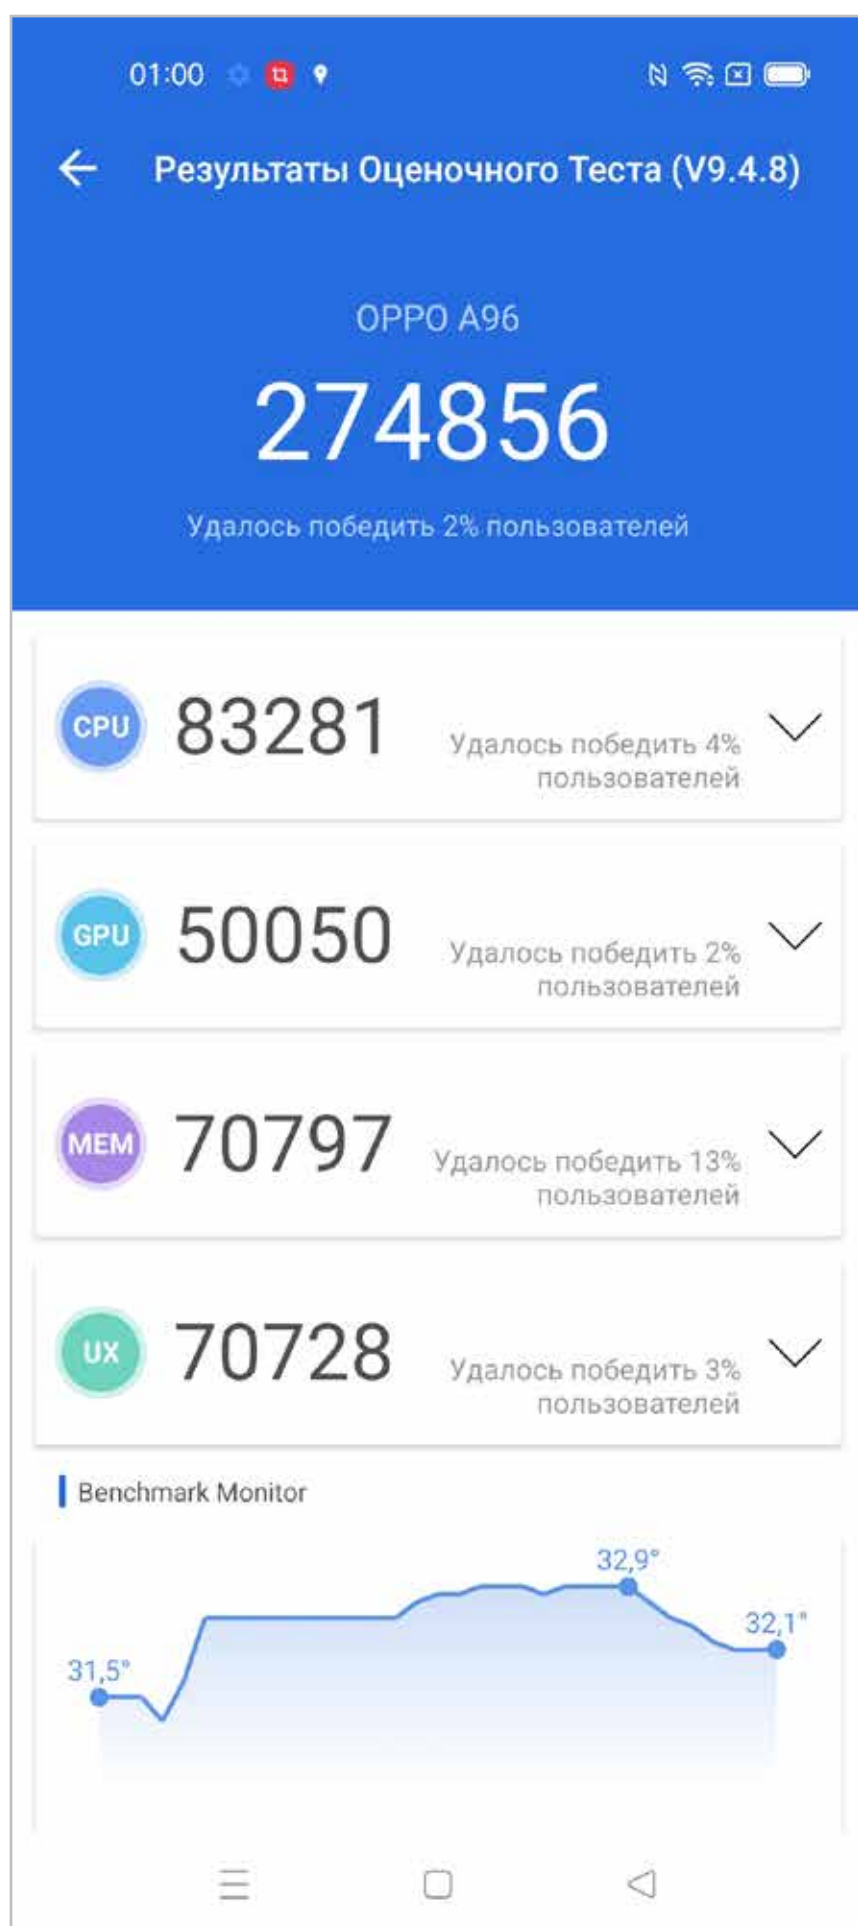 01:00
Результаты Оценочного Теста (V9.4.8)
OPPO A96
274856
Удалось победить 2% пользователей
CPU 83281 Удалось победить 4%
пользователей
GPU 50050 Удалось победить 2%
пользователей
MEM 70797 Удалось победить 13%
пользователей
UX 70728 Удалось победить 3%
пользователей
Benchmark Monitor
32,9°
32,1°
31,5°